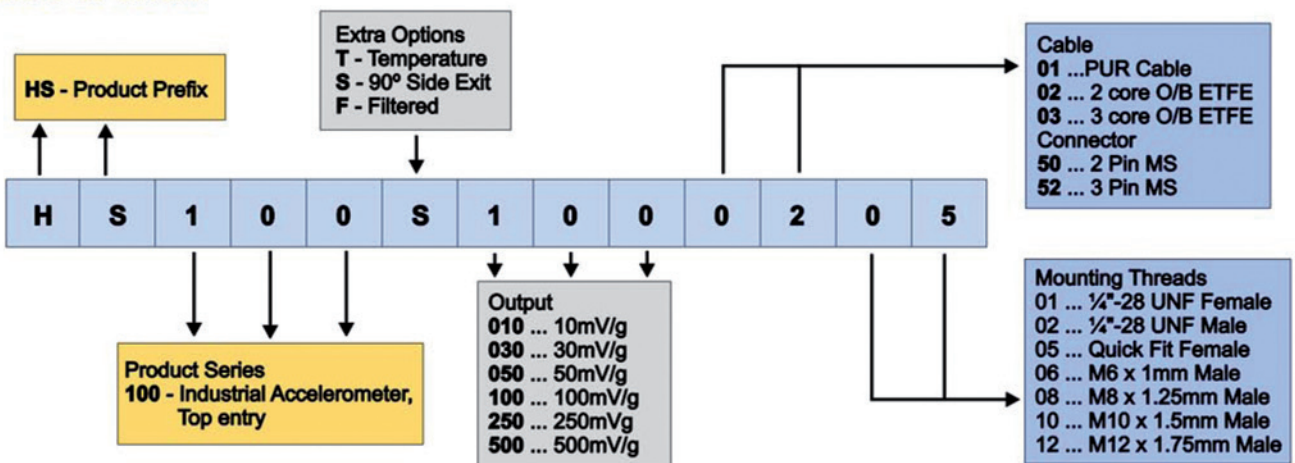 Extra Options
T - Temperature
S - 90º Side Exit
F - Filtered
HS - Product Prefix
Cable
01 ...PUR Cable
02 ... 2 core O/B ETFE
03 ... 3 core O/B ETFE
Connector
50 ... 2 Pin MS
52 ... 3 Pin MS
H S 1 0 0 S 1 0 0 0 2 0 5
Product Series
100 - Industrial Accelerometer,
Top entry
Output
010 ... 10mV/g
030 ... 30mV/g
050 ... 50mV/g
100 ... 100mV/g
250 ... 250mVg
500 ... 500mV/g
Mounting Threads
01 ... ¼"-28 UNF Female
02 ... ¼"-28 UNF Male
05 ... Quick Fit Female
06 ... M6 x 1mm Male
08 ... M8 x 1.25mm Male
10 ... M10 x 1.5mm Male
12 ... M12 x 1.75mm Male